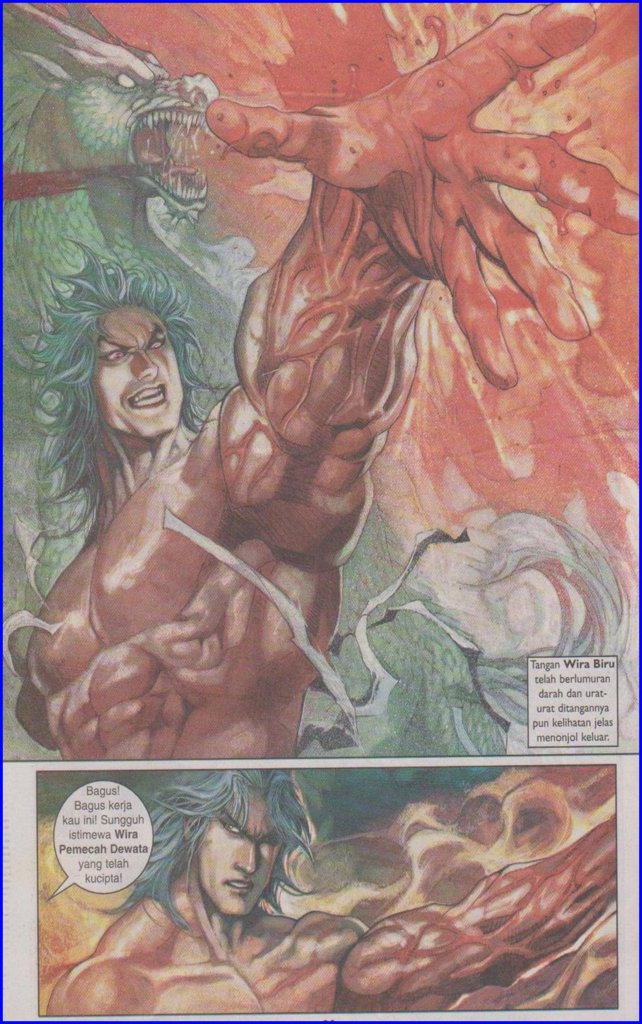 Tangan Wira Biru
telah berlumuran
darah dan urat-
urat ditangannya
pun kelihatan jelas
menonjol keluar.
Bagus!
Bagus kerja
kau ini! Sungguh
istimewa Wira
Pemecah Dewata
yang telah
kucipta!